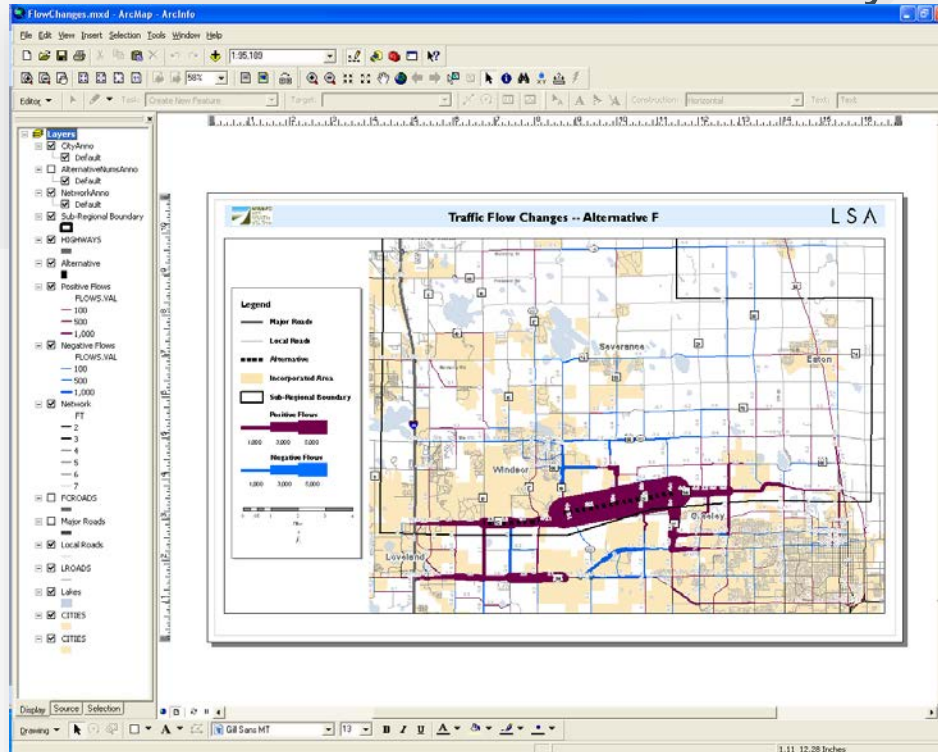 FlowChanges.mxd - ArcMap - ArcInfo
File Edit View Insert Selection Tools Window Help
1:95,109
58%
Editor Task: Create New Feature Target: Construction: Horizontal Text: Text
Layers
CityAnno
Default
AlternativeNumsAnno
Default
NetworkAnno
Default
Sub-Regional Boundary
HIGHWAYS
Alternative
Positive Flows
FLOWS.VAL
100
500
1,000
Negative Flows
FLOWS.VAL
100
500
1,000
Network
FT
2
3
4
5
6
7
FCROADS
Major Roads
Local Roads
LROADS
Lakes
CITIES
CITIES
Display Source Selection
Traffic Flow Changes -- Alternative F
LSA
Legend
Major Roads
Local Roads
Alternative
Incorporated Area
Sub-Regional Boundary
Positive Flows
1,000 3,000 5,000
Negative Flows
1,000 3,000 5,000
Severance
Eaton
Windsor
Greeley
Loveland
Drawing Gill Sans MT 13 B I U A
1.11 12.28 Inches